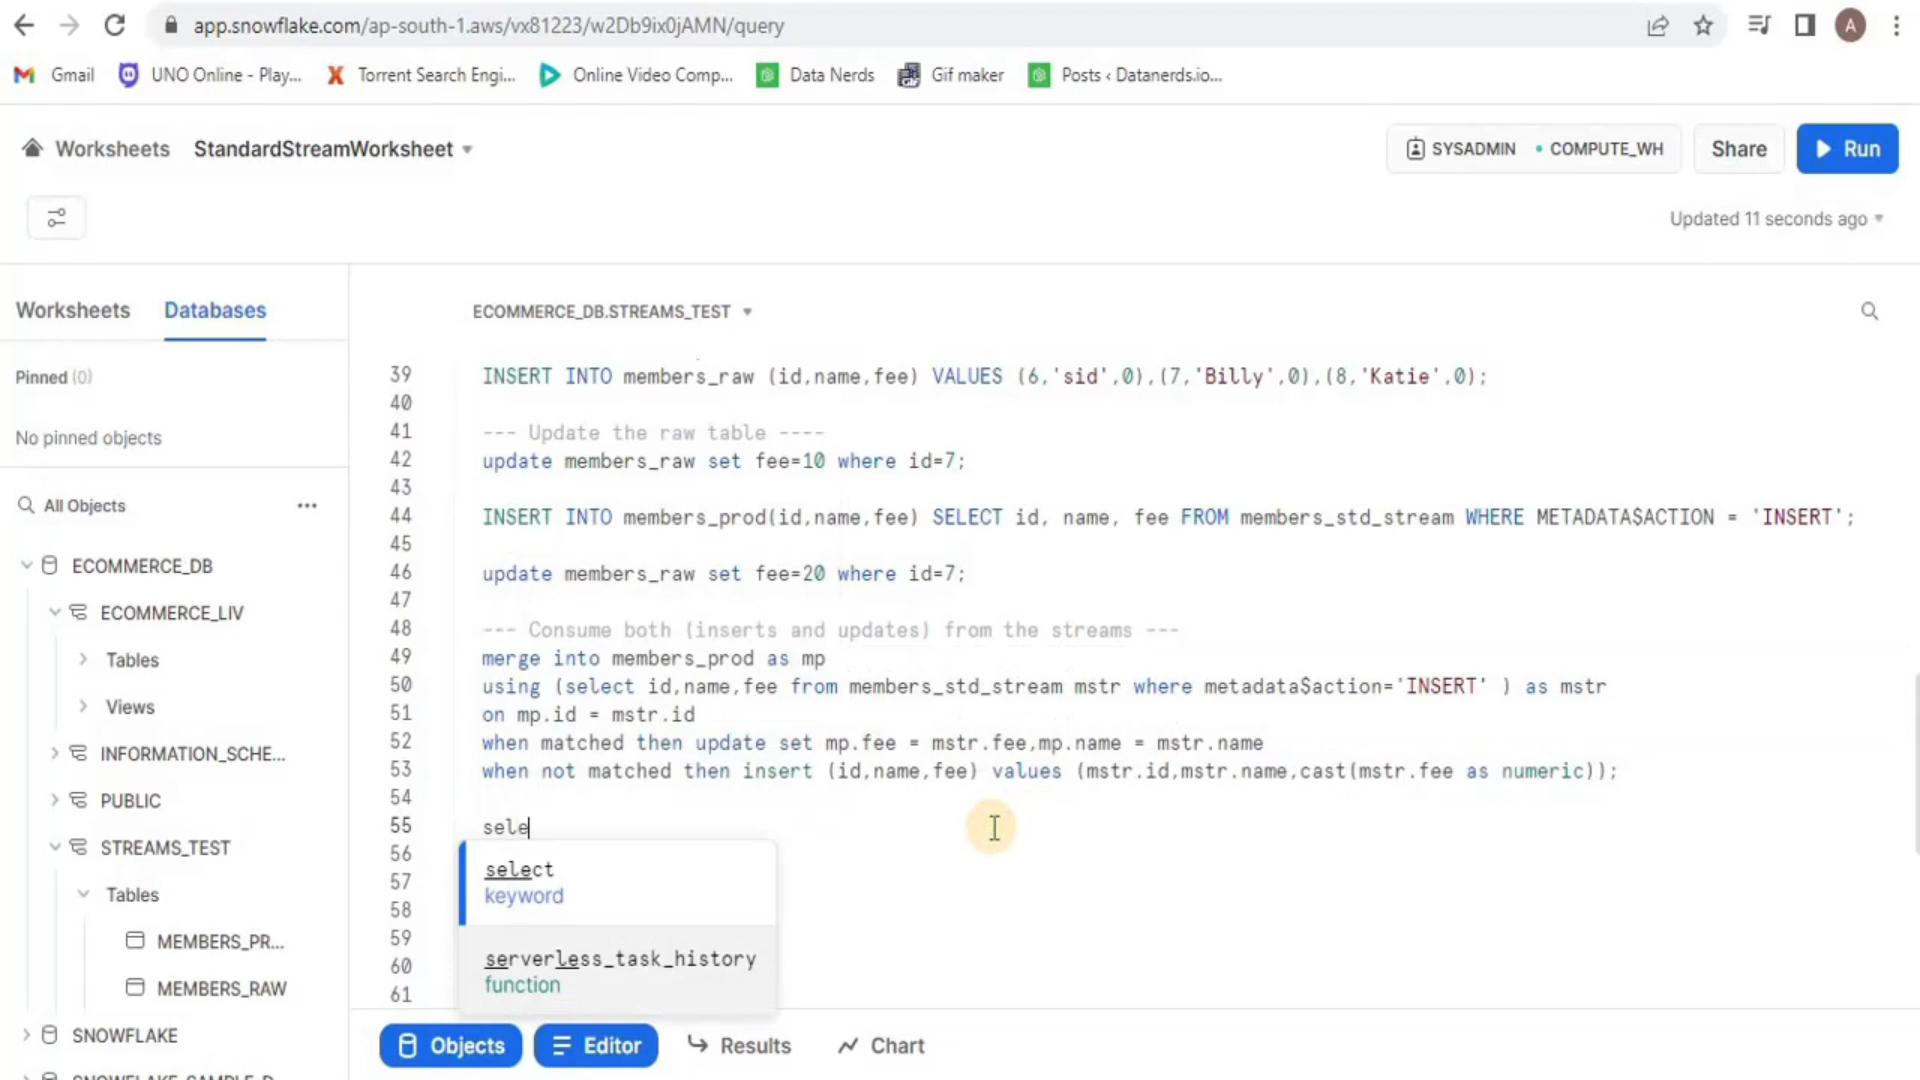 app.snowflake.com/ap-south-1.aws/vx81223/w2Db9ix0jAMN/query
A
Gmail
UNO Online - Play...
Torrent Search Engi...
Online Video Comp...
Data Nerds
Gif maker
Posts ‹ Datanerds.io...
Worksheets
StandardStreamWorksheet
SYSADMIN
COMPUTE_WH
Share
Run
Updated 11 seconds ago
Worksheets
Databases
ECOMMERCE_DB.STREAMS_TEST
Pinned (0)
No pinned objects
All Objects
ECOMMERCE_DB
ECOMMERCE_LIV
Tables
Views
INFORMATION_SCHE...
PUBLIC
STREAMS_TEST
Tables
MEMBERS_PR...
MEMBERS_RAW
SNOWFLAKE
39 INSERT INTO members_raw (id,name,fee) VALUES (6,'sid',0),(7,'Billy',0),(8,'Katie',0);
40
41 --- Update the raw table ----
42 update members_raw set fee=10 where id=7;
43
44 INSERT INTO members_prod(id,name,fee) SELECT id, name, fee FROM members_std_stream WHERE METADATA$ACTION = 'INSERT';
45
46 update members_raw set fee=20 where id=7;
47
48 --- Consume both (inserts and updates) from the streams ---
49 merge into members_prod as mp
50 using (select id,name,fee from members_std_stream mstr where metadata$action='INSERT' ) as mstr
51 on mp.id = mstr.id
52 when matched then update set mp.fee = mstr.fee,mp.name = mstr.name
53 when not matched then insert (id,name,fee) values (mstr.id,mstr.name,cast(mstr.fee as numeric));
54
55 sele
56
57
58
59
60
61
select
keyword
serverless_task_history
function
Objects
Editor
Results
Chart